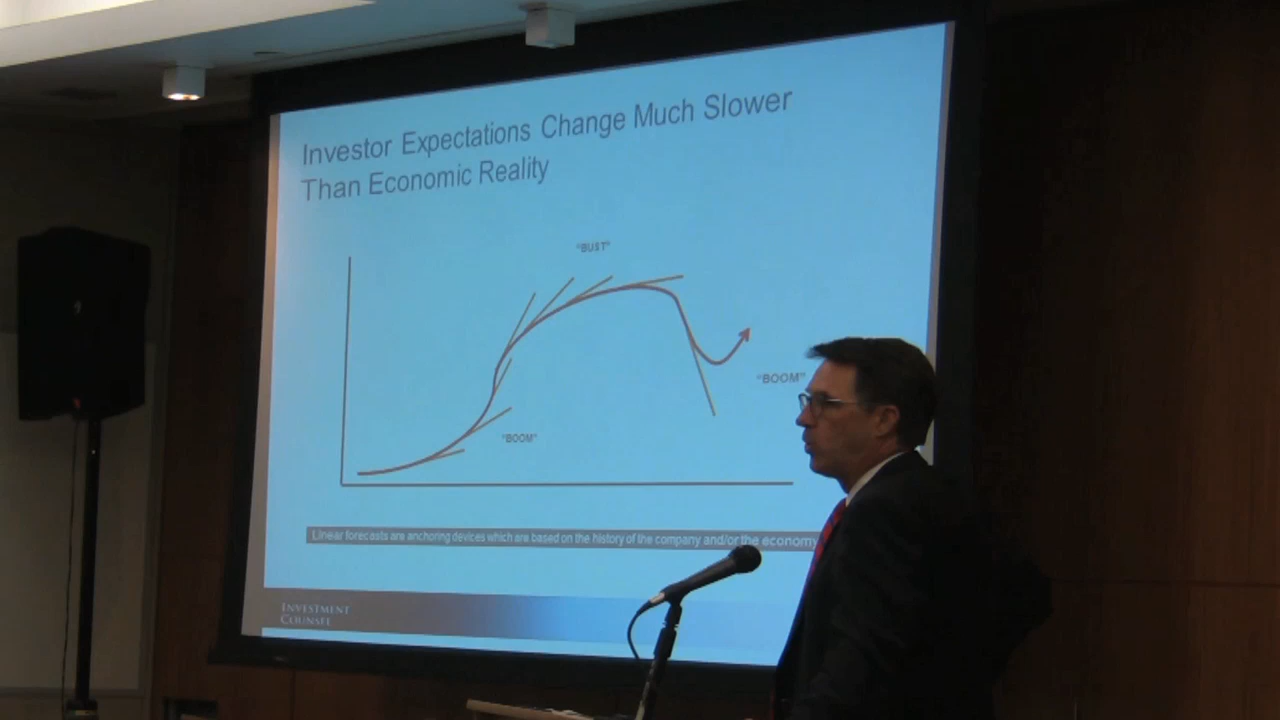 Investor Expectations Change Much Slower
Than Economic Reality
"BUST"
"BOOM"
"BOOM"
Linear forecasts are anchoring devices which are based on the history of the company and/or the economy
INVESTMENT
COUNSEL